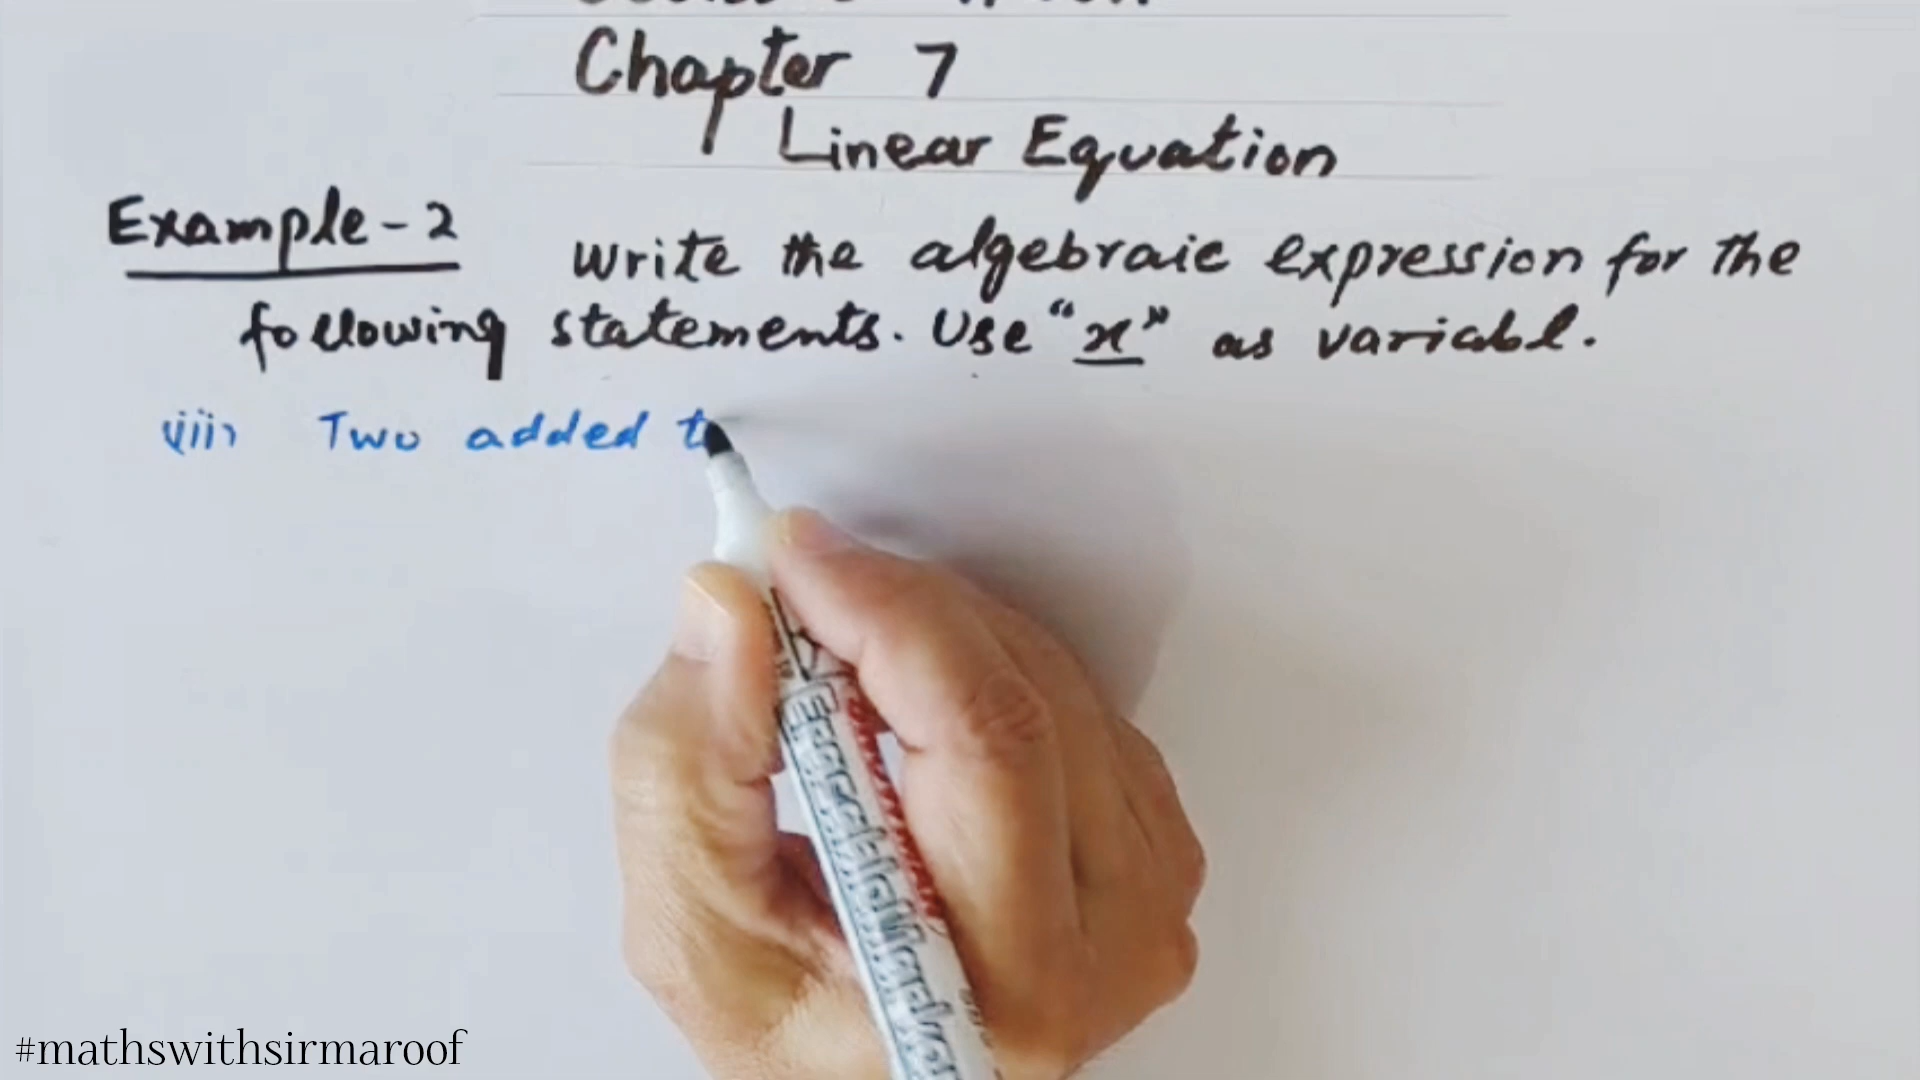 Chapter 7
Linear Equation
Example-2 Write the algebraic expression for the
following statements. Use "x" as variabl.
(iii) Two added t
#mathswithsirmaroof